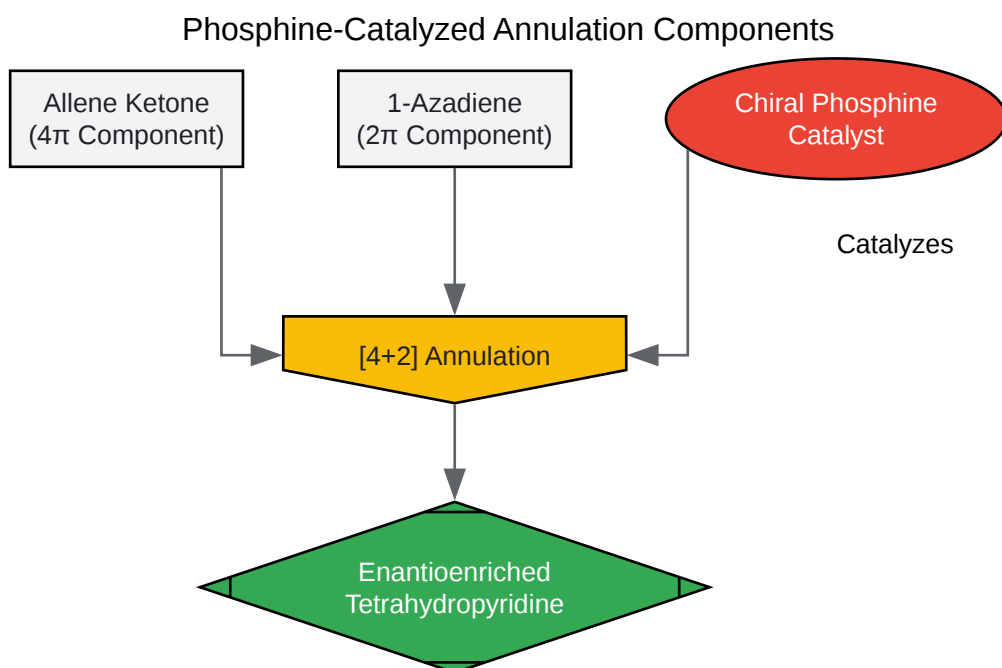 Phosphine-Catalyzed Annulation Components
Allene Ketone
(4π Component)
1-Azadiene
(2π Component)
Chiral Phosphine
Catalyst
Catalyzes
[4+2] Annulation
Enantioenriched
Tetrahydropyridine